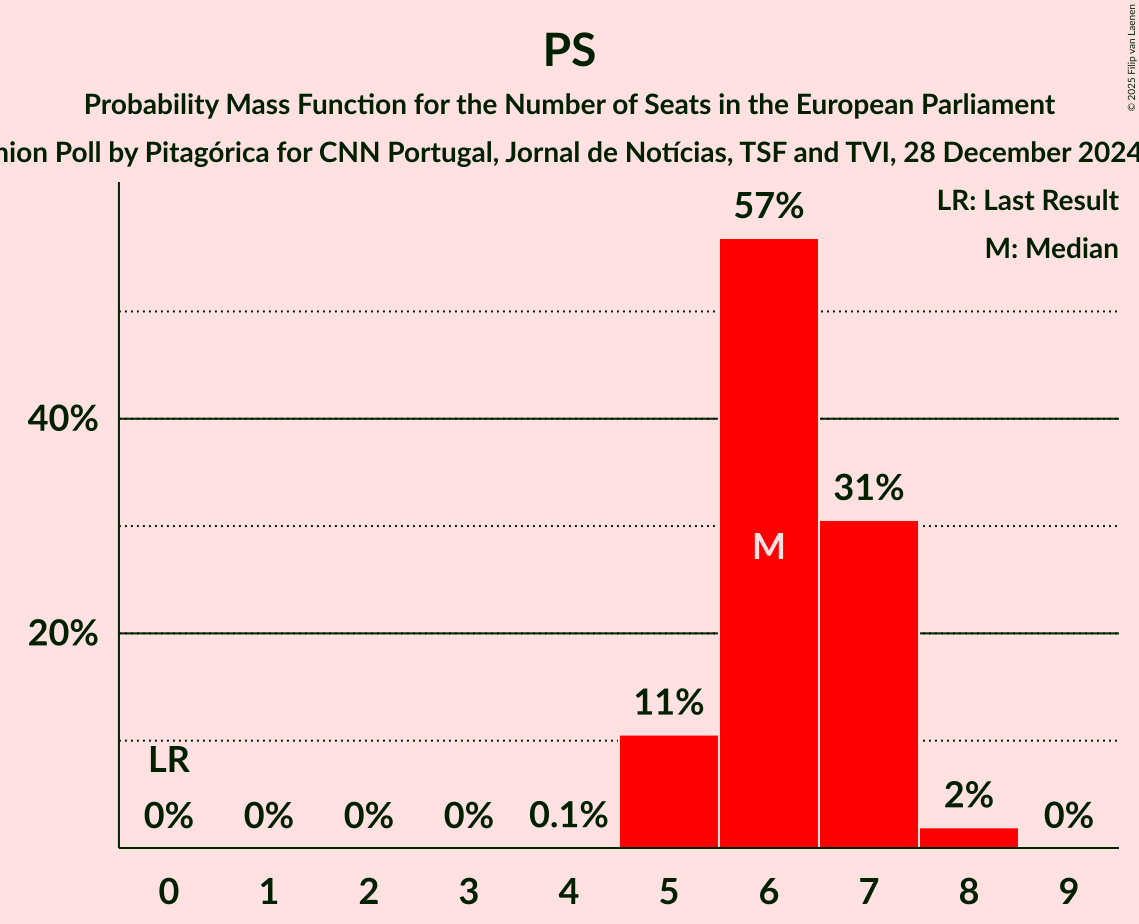 PS
Probability Mass Function for the Number of Seats in the European Parliament
Poll by Pitagórica for CNN Portugal, Jornal de Notícias, TSF and TVI, 28 December 2024
© 2025 Filip van Laenen
LR: Last Result
M: Median
57%
40%
31%
M
20%
11%
LR
0% 0% 0% 0% 0.1% 2% 0%
0 1 2 3 4 5 6 7 8 9